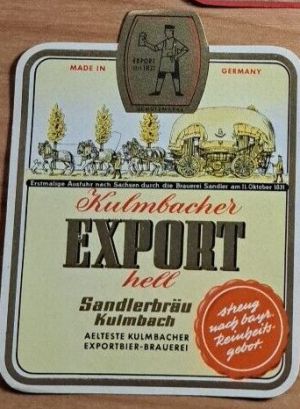 EXPORT
SEIT 1831
SCHUTZMARKE
MADE IN
GERMANY
Erstmalige Ausfuhr nach Sachsen durch die Brauerei Sandler am 11. Oktober 1831
Kulmbacher
EXPORT
hell
Sandlerbräu
Kulmbach
AELTESTE KULMBACHER
EXPORTBIER-BRAUEREI
streng
nach bayr.
Reinheits-
gebot.